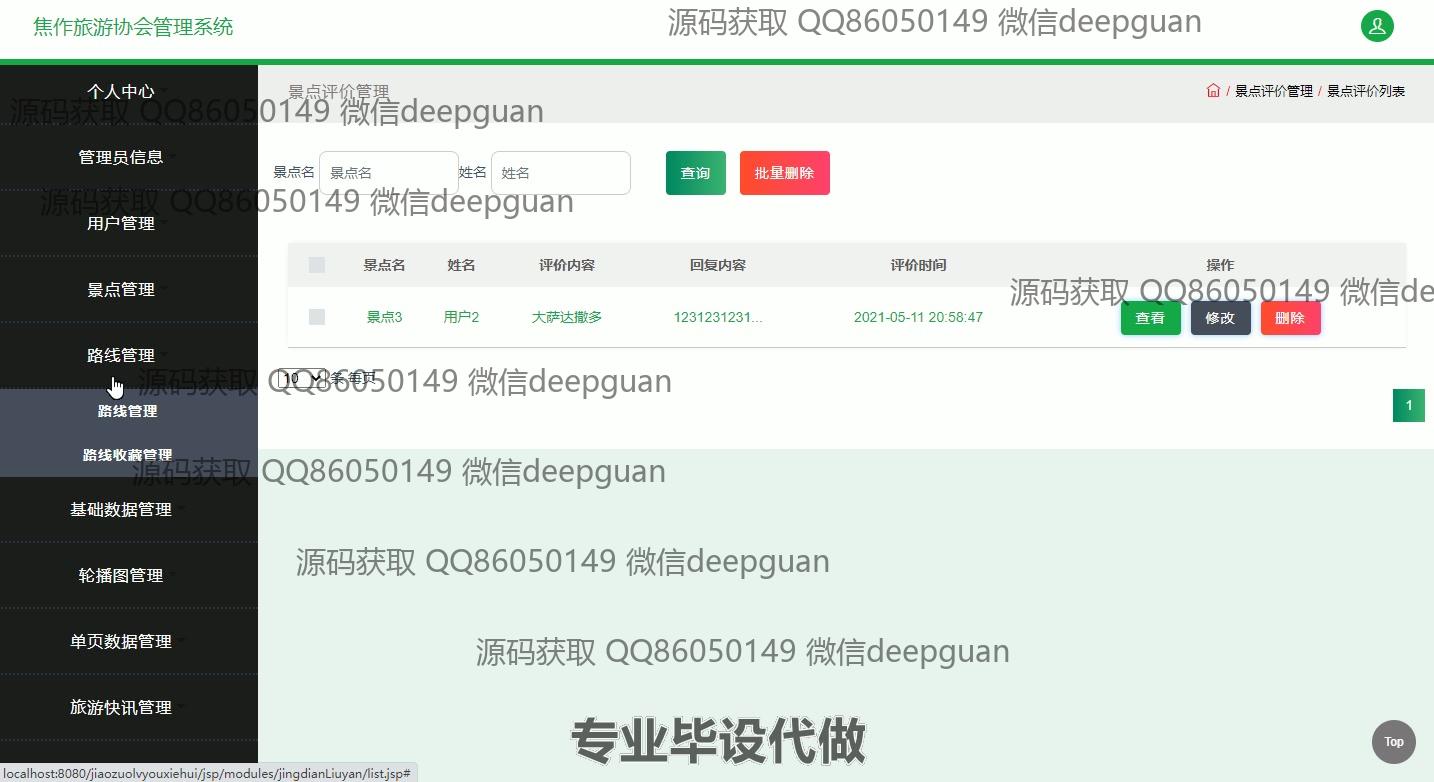 焦作旅游协会管理系统
源码获取 QQ86050149 微信deepguan
个人中心
景点评价管理
/ 景点评价管理 / 景点评价列表
源码获取 QQ86050149 微信deepguan
管理员信息
景点名 景点名 姓名 姓名 查询 批量删除
源码获取 QQ86050149 微信deepguan
用户管理
景点名 姓名 评价内容 回复内容 评价时间 操作
景点管理
源码获取 QQ86050149 微信de
景点3 用户2 大萨达撒多 1231231231... 2021-05-11 20:58:47 查看 修改 删除
路线管理
10 条 每页
源码获取 QQ86050149 微信deepguan
1
路线管理
路线收藏管理
源码获取 QQ86050149 微信deepguan
基础数据管理
源码获取 QQ86050149 微信deepguan
轮播图管理
单页数据管理
源码获取 QQ86050149 微信deepguan
旅游快讯管理
专业毕设代做
Top
localhost:8080/jiaozuolvyouxiehui/jsp/modules/jingdianLiuyan/list.jsp#